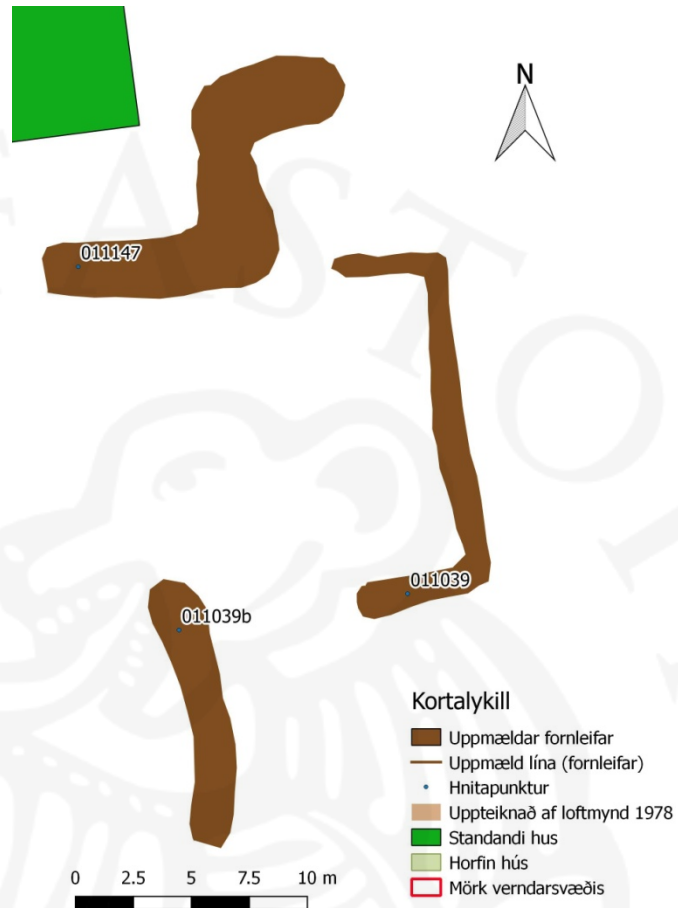 N
011147
011039
011039b
Kortalykill
Uppmældar fornleifar
Uppmæld lína (fornleifar)
Hnitapunktur
Uppteiknað af loftmynd 1978
Standandi hus
Horfin hús
Mörk verndarsvæðis
0 2.5 5 7.5 10 m